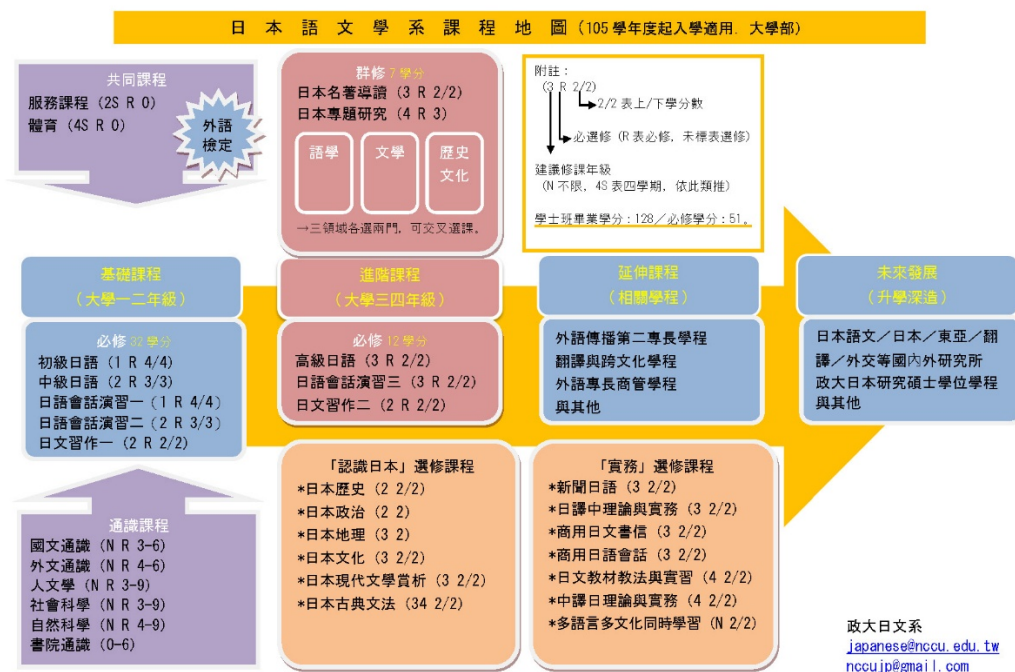 日本語文學系課程地圖(105 學年度起入學適用. 大學部)
共同課程
服務課程 (2S R 0)
體育 (4S R 0)
外語
檢定
群修 7 學分
日本名著導讀 (3 R 2/2)
日本專題研究 (4 R 3)
語學
文學
歷史
文化
→三領域各選兩門, 可交叉選課。
附註:
(3 R 2/2)
2/2 表上/下學分數
必選修 (R 表必修, 未標表選修)
建議修課年級
(N 不限, 4S 表四學期, 依此類推)
學士班畢業學分:128/必修學分:51。
基礎課程
(大學一二年級)
進階課程
(大學三四年級)
延伸課程
(相關學程)
未來發展
(升學深造)
必修 32 學分
初級日語 (1 R 4/4)
中級日語 (2 R 3/3)
日語會話演習一 (1 R 4/4)
日語會話演習二 (2 R 3/3)
日文習作一 (2 R 2/2)
必修 12 學分
高級日語 (3 R 2/2)
日語會話演習三 (3 R 2/2)
日文習作二 (2 R 2/2)
外語傳播第二專長學程
翻譯與跨文化學程
外語專長商管學程
與其他
日本語文/日本/東亞/翻
譯/外交等國內外研究所
政大日本研究碩士學位學程
與其他
通識課程
國文通識 (N R 3-6)
外文通識 (N R 4-6)
人文學 (N R 3-9)
社會科學 (N R 3-9)
自然科學 (N R 4-9)
書院通識 (0-6)
「認識日本」選修課程
*日本歷史 (2 2/2)
*日本政治 (2 2)
*日本地理 (3 2)
*日本文化 (3 2/2)
*日本現代文學賞析 (3 2/2)
*日本古典文法 (34 2/2)
「實務」選修課程
*新聞日語 (3 2/2)
*日譯中理論與實務 (3 2/2)
*商用日文書信 (3 2/2)
*商用日語會話 (3 2/2)
*日文教材教法與實習 (4 2/2)
*中譯日理論與實務 (4 2/2)
*多語言多文化同時學習 (N 2/2)
政大日文系
japanese@nccu.edu.tw
nccujp@gmail.com